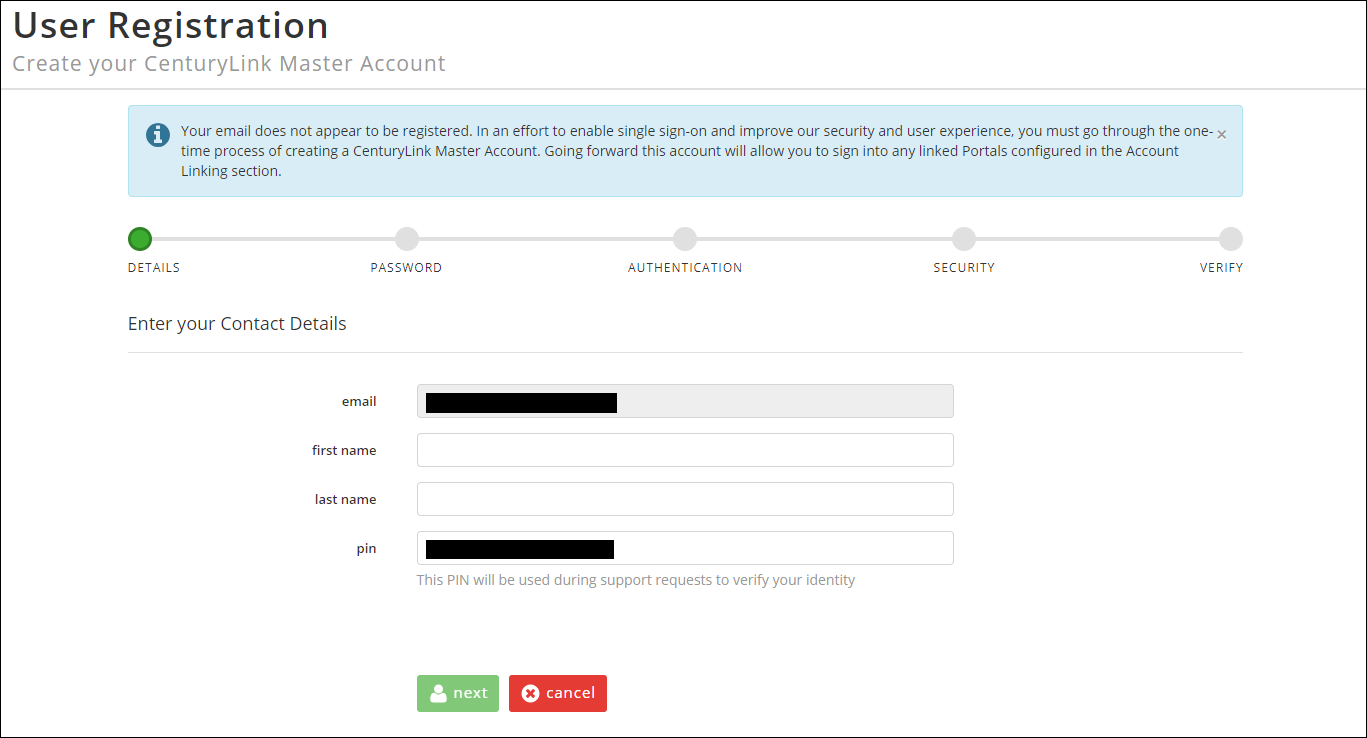 User Registration
Create your CenturyLink Master Account
Your email does not appear to be registered. In an effort to enable single sign-on and improve our security and user experience, you must go through the one-
time process of creating a CenturyLink Master Account. Going forward this account will allow you to sign into any linked Portals configured in the Account
Linking section.
DETAILS PASSWORD AUTHENTICATION SECURITY VERIFY
Enter your Contact Details
email
first name
last name
pin
This PIN will be used during support requests to verify your identity
next cancel